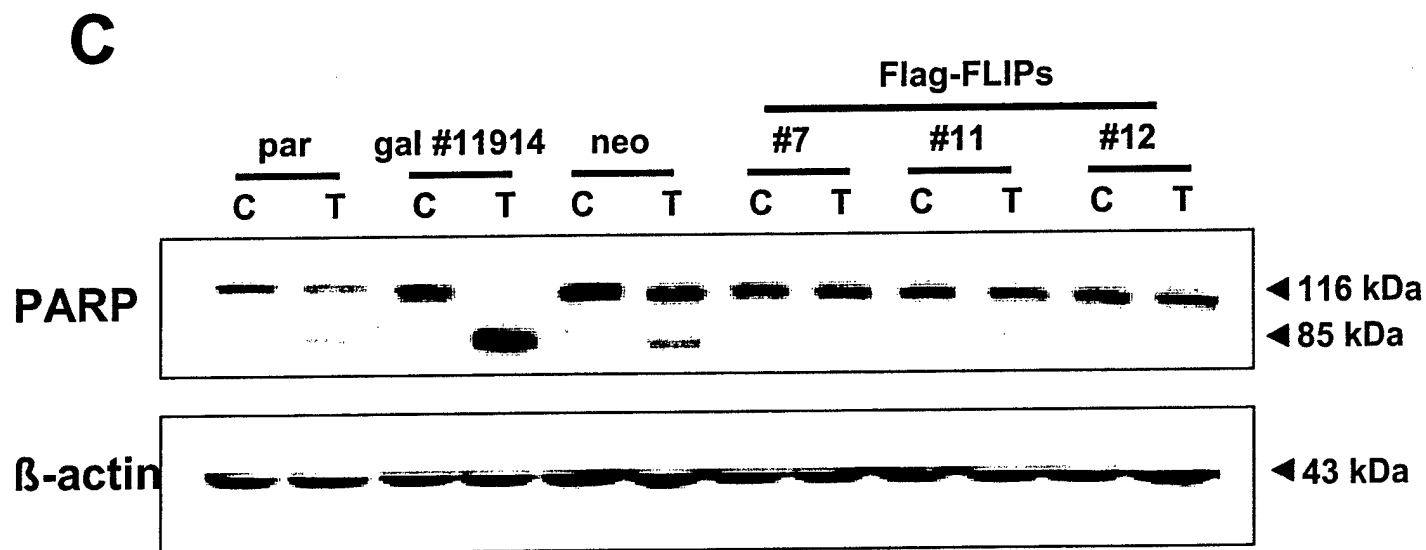 C
Flag-FLIPs
par gal #11914 neo #7 #11 #12
C T C T C T C T C T C T
PARP
◄116 kDa
◄85 kDa
ß-actin ◄43 kDa